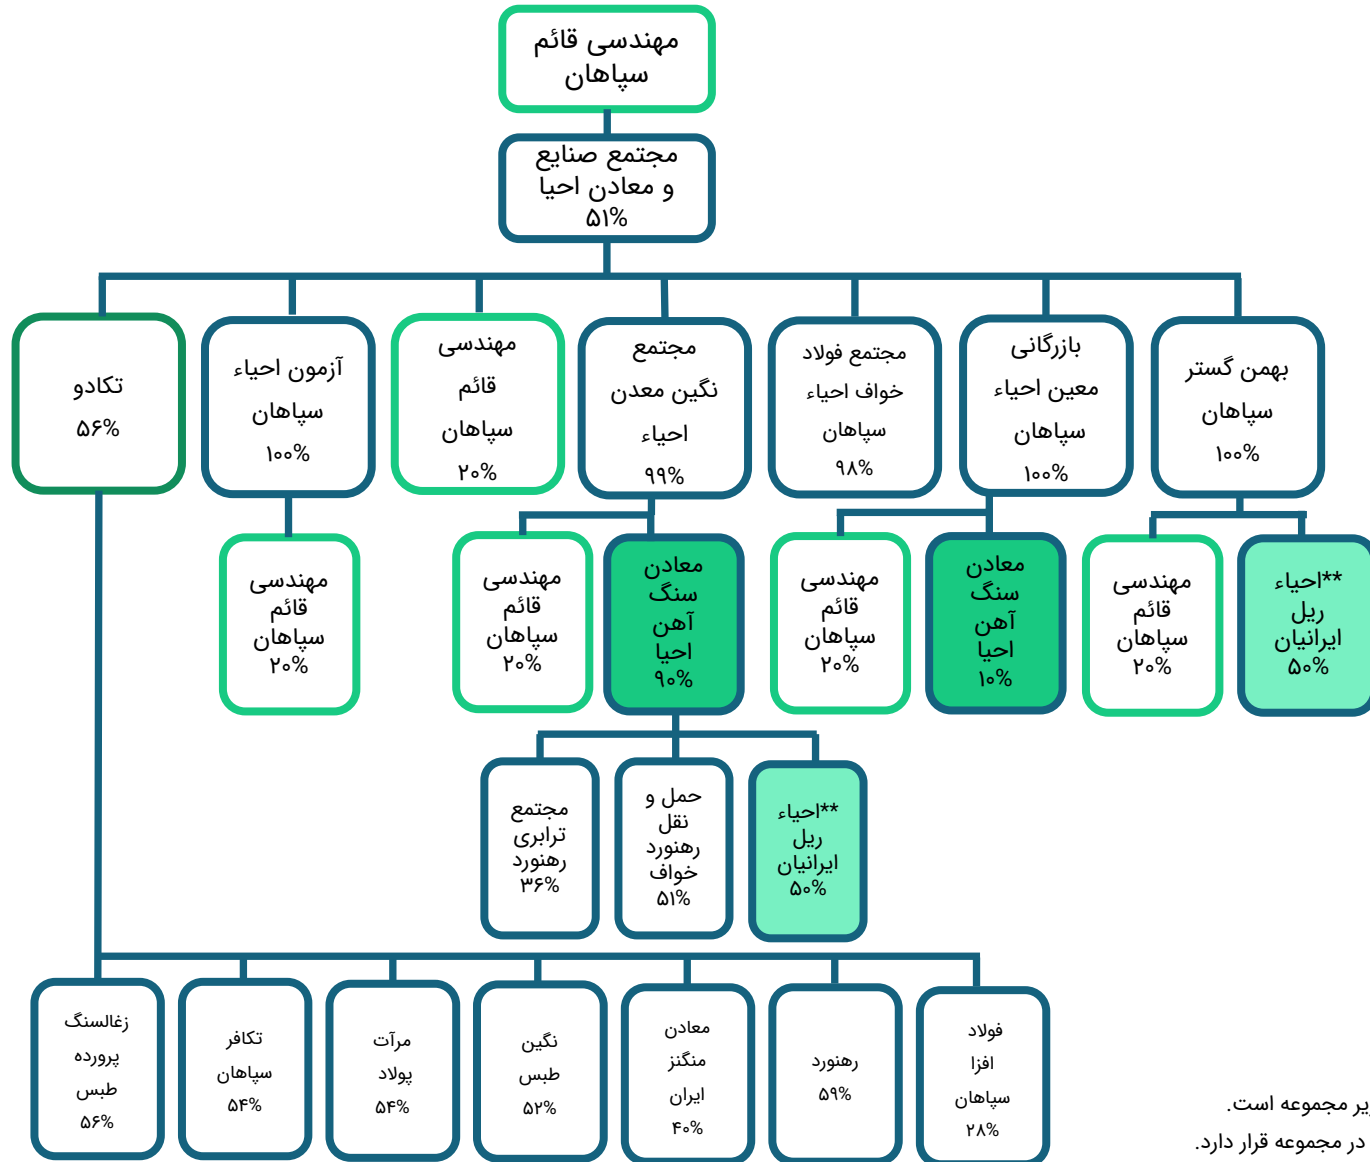 مهندسی قائم
سپاهان
مجتمع صنایع
و معادن احیا
۵۱%
بهمن گستر
سپاهان
۱۰۰%
بازرگانی
معین احیاء
سپاهان
۱۰۰%
مجتمع فولاد
خواف احیاء
سپاهان
۹۸%
مجتمع
نگین معدن
احیاء
۹۹%
مهندسی
قائم
سپاهان
۲۰%
آزمون احیاء
سپاهان
۱۰۰%
تکادو
۵۶%
**احیاء
ریل
ایرانیان
۵۰%
مهندسی
قائم
سپاهان
۲۰%
معادن
سنگ
آهن
احیا
۱۰%
مهندسی
قائم
سپاهان
۲۰%
معادن
سنگ
آهن
احیا
۹۰%
مهندسی
قائم
سپاهان
۲۰%
مهندسی
قائم
سپاهان
۲۰%
**احیاء
ریل
ایرانیان
۵۰%
حمل و
نقل
رهنورد
خواف
۵۱%
مجتمع
ترابری
رهنورد
۳۶%
فولاد
افزا
سپاهان
۲۸%
رهنورد
۵۹%
معادن
منگنز
ایران
۴۰%
نگین
طبس
۵۲%
مرآت
پولاد
۵۴%
تکافر
سپاهان
۵۴%
زغالسنگ
پرورده
طبس
۵۶%
مجموعه است.
در مجموعه قرار دارد.